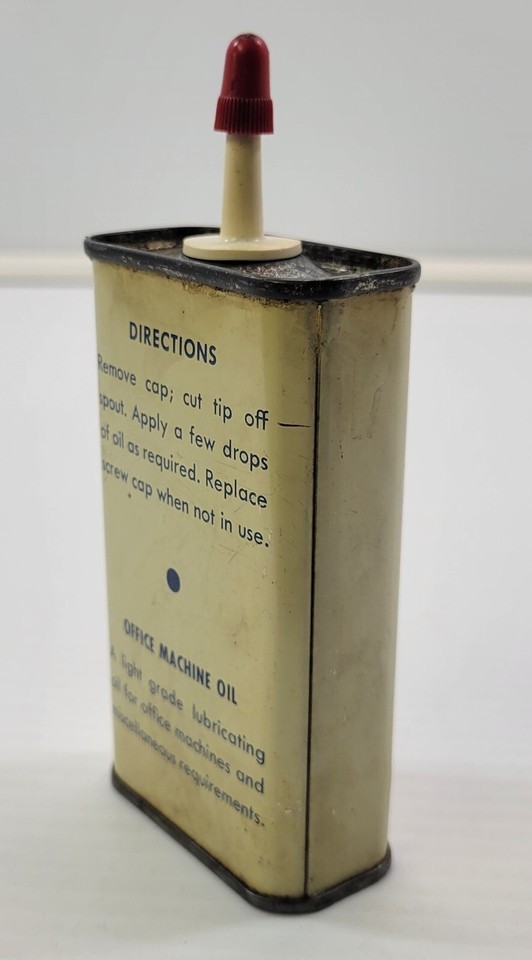 DIRECTIONS
Remove cap; cut tip off
spout. Apply a few drops
of oil as required. Replace
screw cap when not in use.
OFFICE MACHINE OIL
A light grade lubricating
oil for office machines and
miscellaneous requirements.